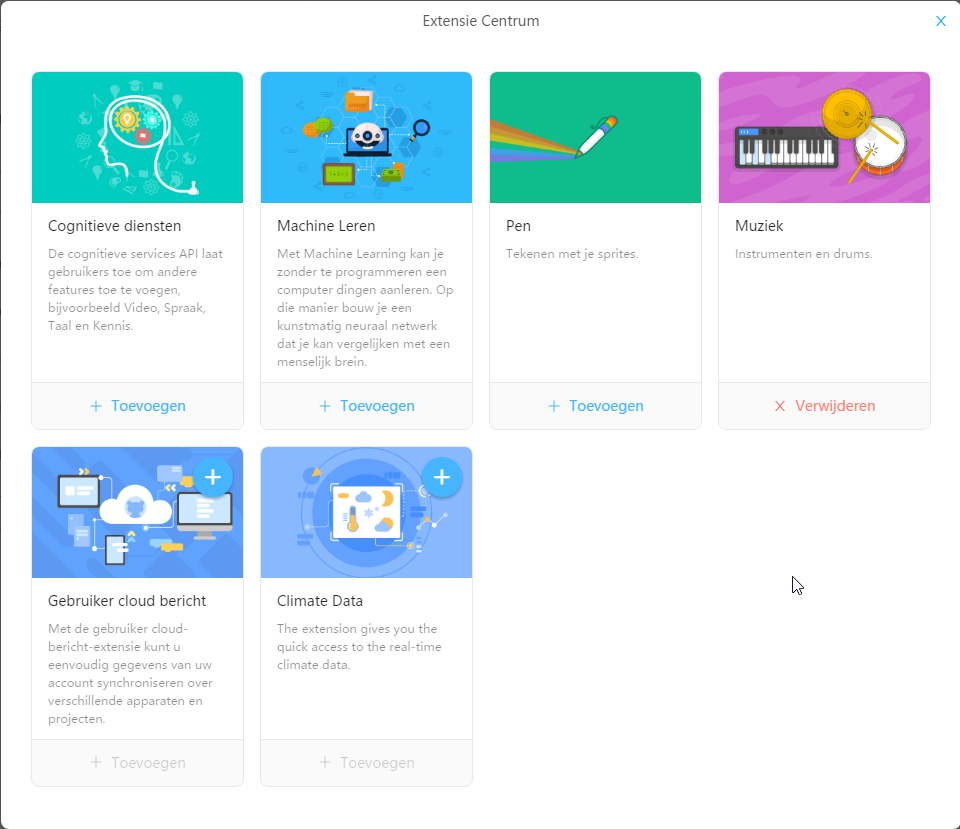 Extensie Centrum
Cognitieve diensten
De cognitieve services API laat
gebruikers toe om andere
features toe te voegen,
bijvoorbeeld Video, Spraak,
Taal en Kennis.
Toevoegen
Machine Leren
Met Machine Learning kan je
zonder te programmeren een
computer dingen aanleren. Op
die manier bouw je een
kunstmatig neuraal netwerk
dat je kan vergelijken met een
menselijk brein.
Toevoegen
Pen
Tekenen met je sprites.
Toevoegen
Muziek
Instrumenten en drums.
Verwijderen
Gebruiker cloud bericht
Met de gebruiker cloud-
bericht-extensie kunt u
eenvoudig gegevens van uw
account synchroniseren over
verschillende apparaten en
projecten.
Toevoegen
Climate Data
The extension gives you the
quick access to the real-time
climate data.
Toevoegen